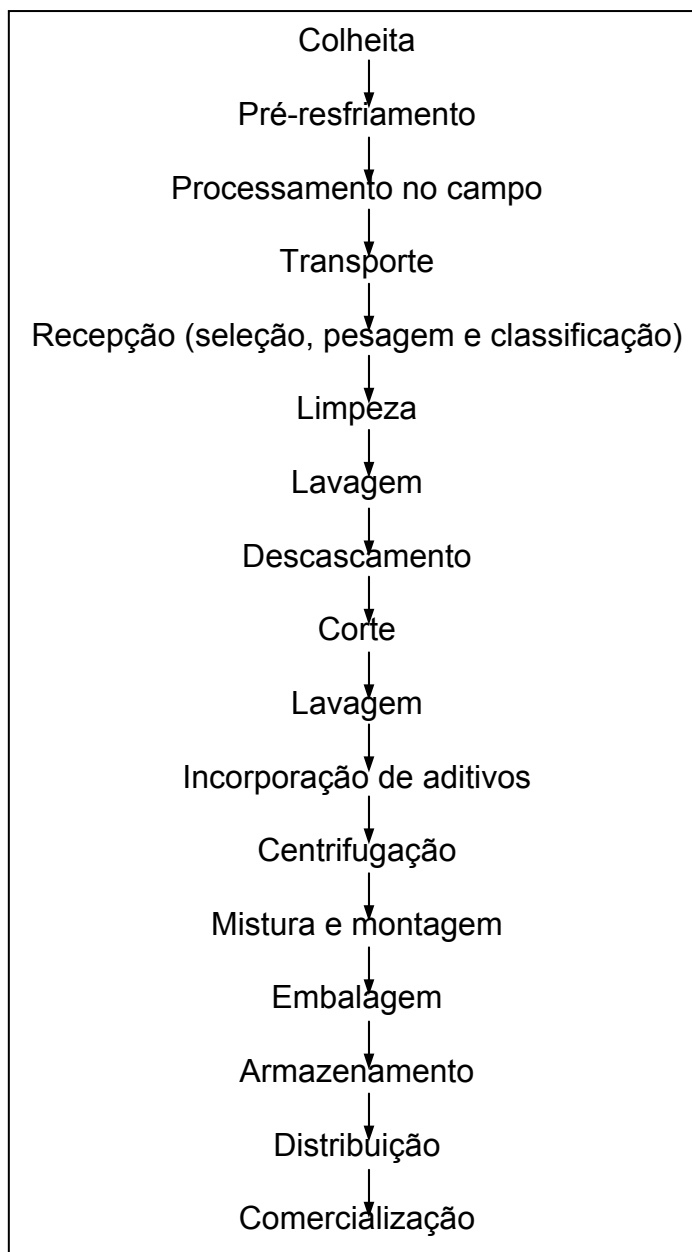 Colheita
Pré-resfriamento
Processamento no campo
Transporte
Recepção (seleção, pesagem e classificação)
Limpeza
Lavagem
Descascamento
Corte
Lavagem
Incorporação de aditivos
Centrifugação
Mistura e montagem
Embalagem
Armazenamento
Distribuição
Comercialização